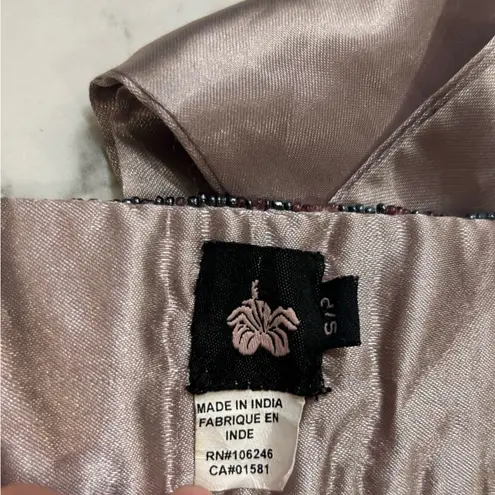 S/P
MADE IN INDIA
FABRIQUE EN
INDE
RN#106246
CA#01581